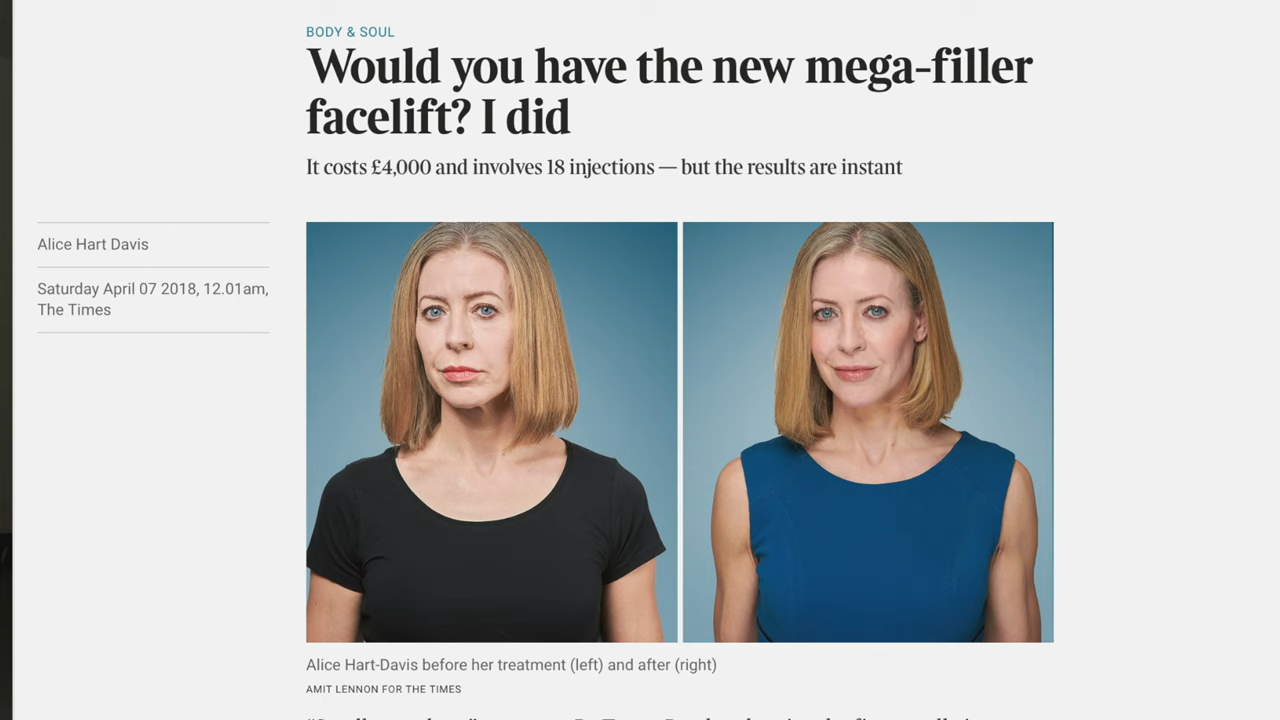 BODY & SOUL
Would you have the new mega-filler
facelift? I did
It costs £4,000 and involves 18 injections — but the results are instant
Alice Hart Davis
Saturday April 07 2018, 12.01am,
The Times
Alice Hart-Davis before her treatment (left) and after (right)
AMIT LENNON FOR THE TIMES